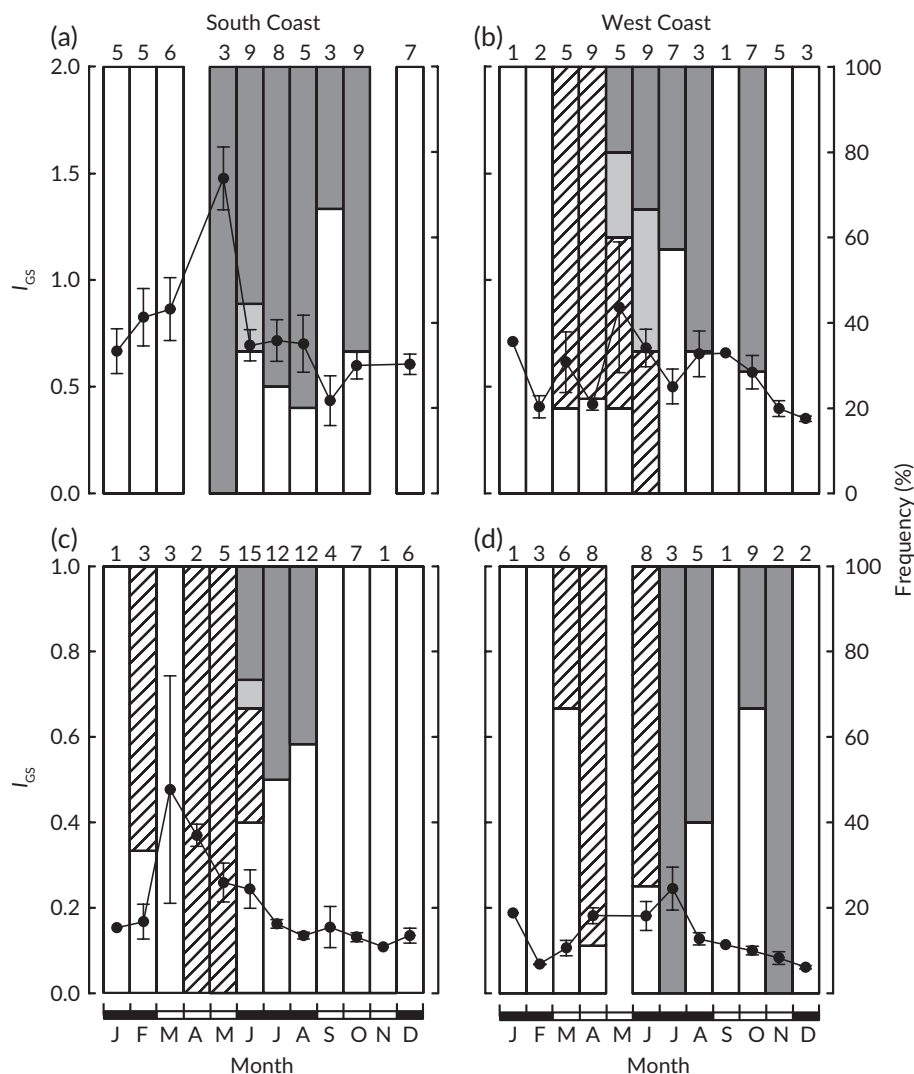 South Coast West Coast
(a) (b)
5 5 6 3 9 8 5 3 9 7 1 2 5 9 5 9 7 3 1 7 5 3
2.0 100
1.5 80
60
1.0
40
0.5
20
0.0 0
I GS
Frequency (%)
(c) (d)
1 3 3 2 5 15 12 12 4 7 1 6 1 3 6 8 8 3 5 1 9 2 2
1.0 100
0.8 80
0.6 60
0.4 40
0.2 20
0.0 0
I GS
J F M A M J J A S O N D J F M A M J J A S O N D
Month Month